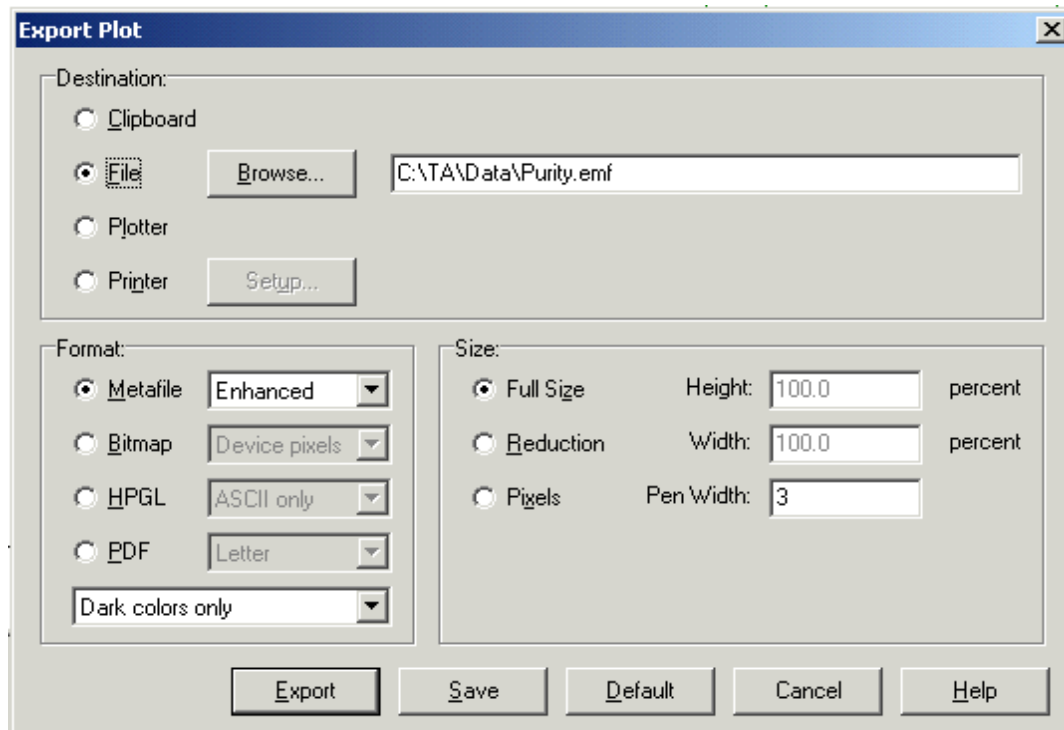 Export Plot
Destination:
Clipboard
File Browse... C:\TA\Data\Purity.emf
Plotter
Printer Setup...
Format:
Metafile Enhanced
Bitmap Device pixels
HPGL ASCII only
PDF Letter
Dark colors only
Size:
Full Size Height: 100.0 percent
Reduction Width: 100.0 percent
Pixels Pen Width: 3
Export Save Default Cancel Help